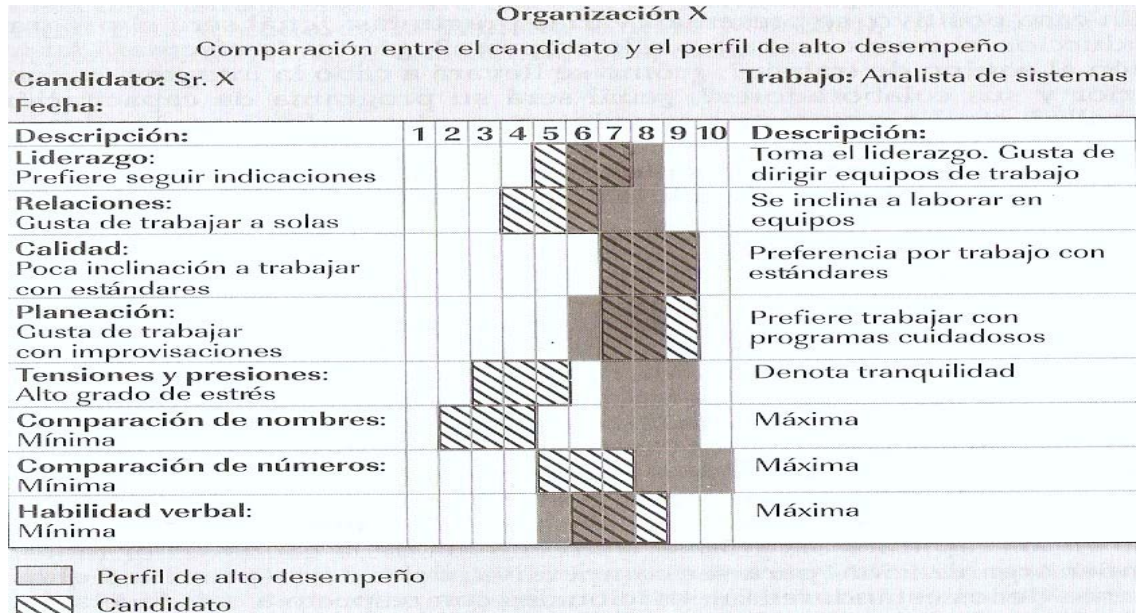 Organización X
Comparación entre el candidato y el perfil de alto desempeño
Candidato: Sr. X Trabajo: Analista de sistemas
Fecha:
Descripción: 1 2 3 4 5 6 7 8 9 10 Descripción:
Liderazgo: Toma el liderazgo. Gusta de
Prefiere seguir indicaciones dirigir equipos de trabajo
Relaciones: Se inclina a laborar en
Gusta de trabajar a solas equipos
Calidad:
Poca inclinación a trabajar Preferencia por trabajo con
con estándares estándares
Planeación:
Gusta de trabajar Prefiere trabajar con
con improvisaciones programas cuidadosos
Tensiones y presiones: Denota tranquilidad
Alto grado de estrés
Comparación de nombres: Máxima
Mínima
Comparación de números: Máxima
Mínima
Habilidad verbal: Máxima
Mínima
Perfil de alto desempeño
Candidato